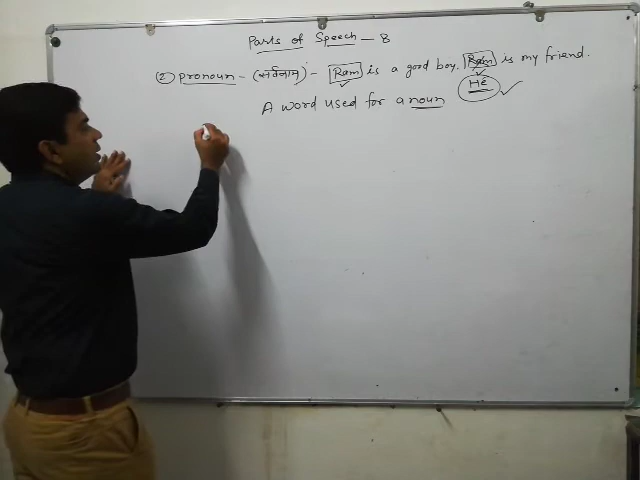 Parts of Speech - 8
② pronoun - (सर्वनाम) - Ram is a good boy. Ram is my friend.
He
A word used for a noun